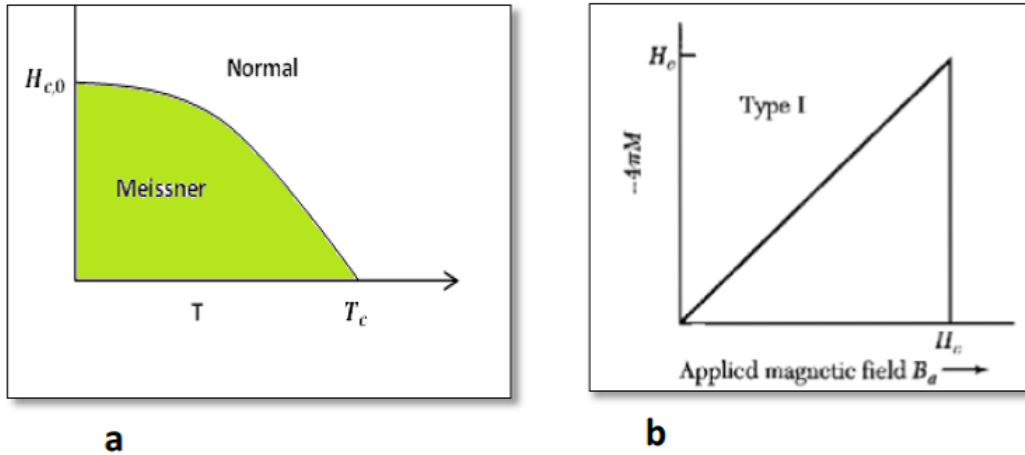 H_{c,0}
Normal
Meissner
T
T_c
a
H_c
Type I
-4πM
H_c
Applied magnetic field B_a
b